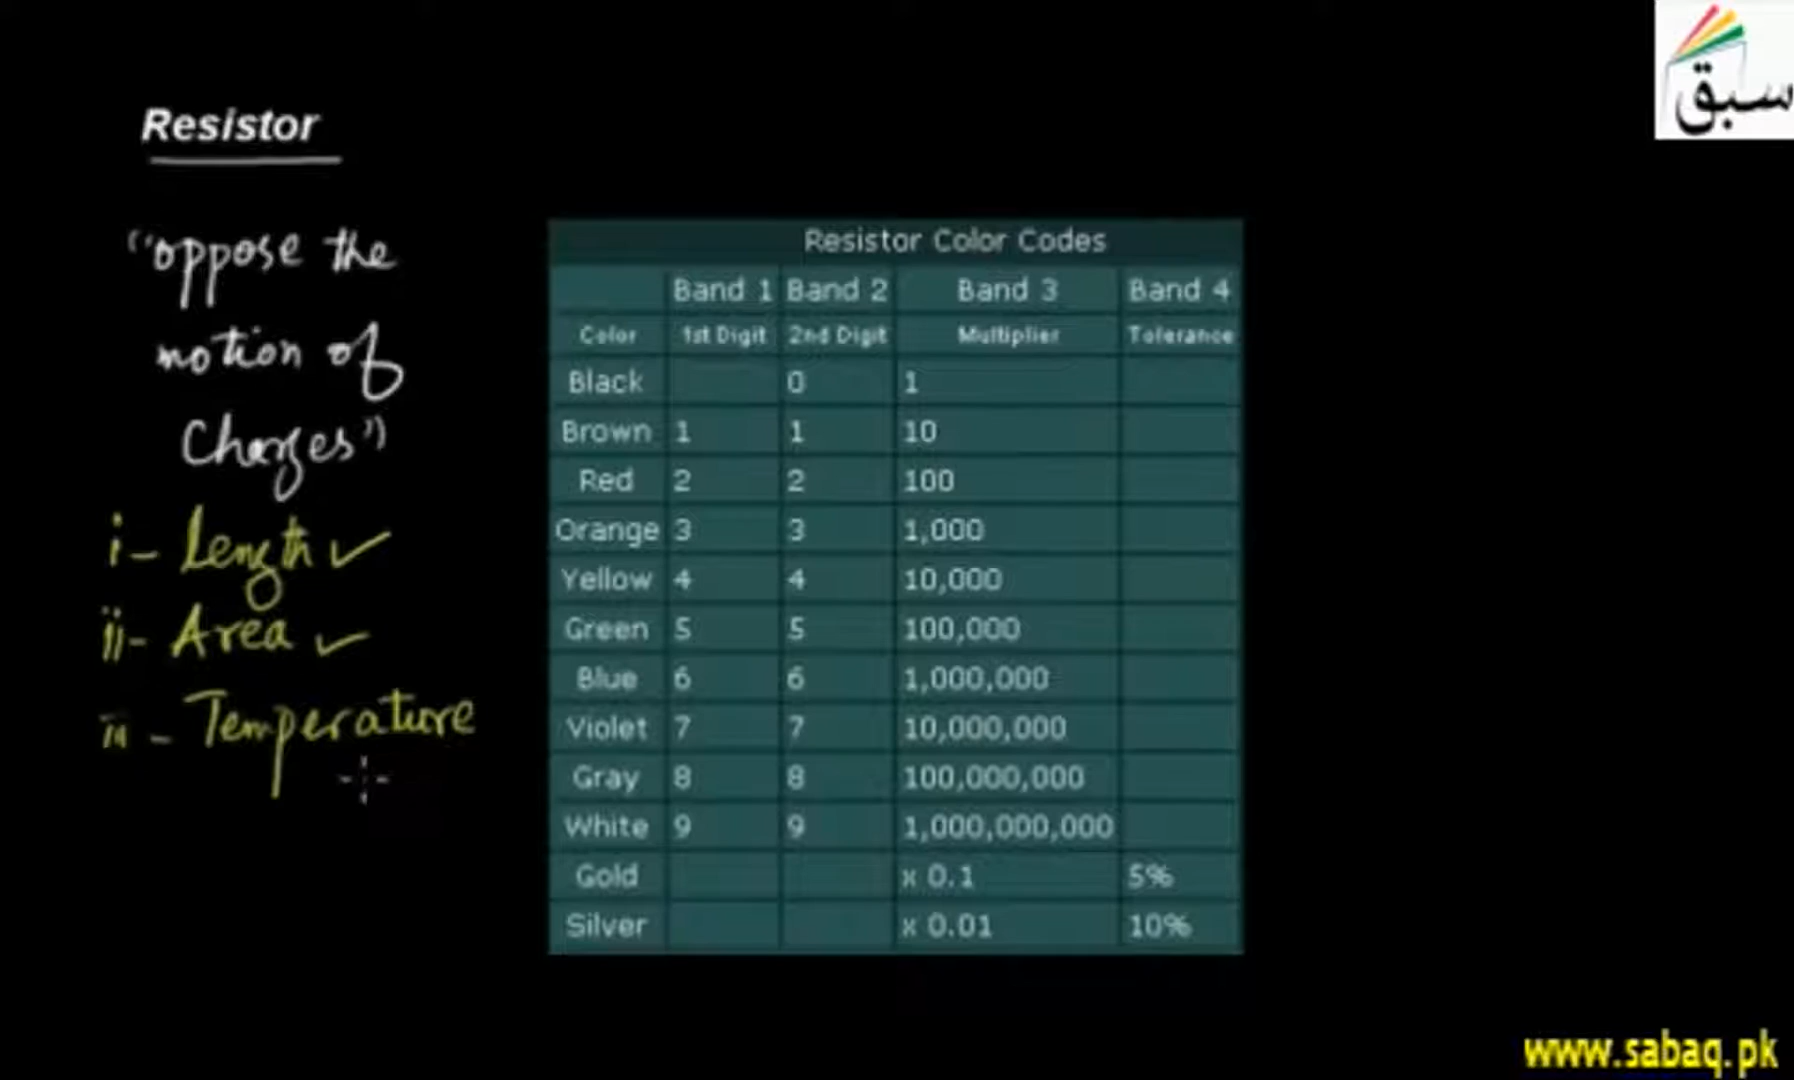 سبق
Resistor
"oppose the
motion of
Charges"
i - Length ✓
ii - Area ✓
iii - Temperature
Resistor Color Codes
Band 1 Band 2 Band 3 Band 4
Color 1st Digit 2nd Digit Multiplier Tolerance
Black 0 1
Brown 1 1 10
Red 2 2 100
Orange 3 3 1,000
Yellow 4 4 10,000
Green 5 5 100,000
Blue 6 6 1,000,000
Violet 7 7 10,000,000
Gray 8 8 100,000,000
White 9 9 1,000,000,000
Gold x 0.1 5%
Silver x 0.01 10%
www.sabaq.pk